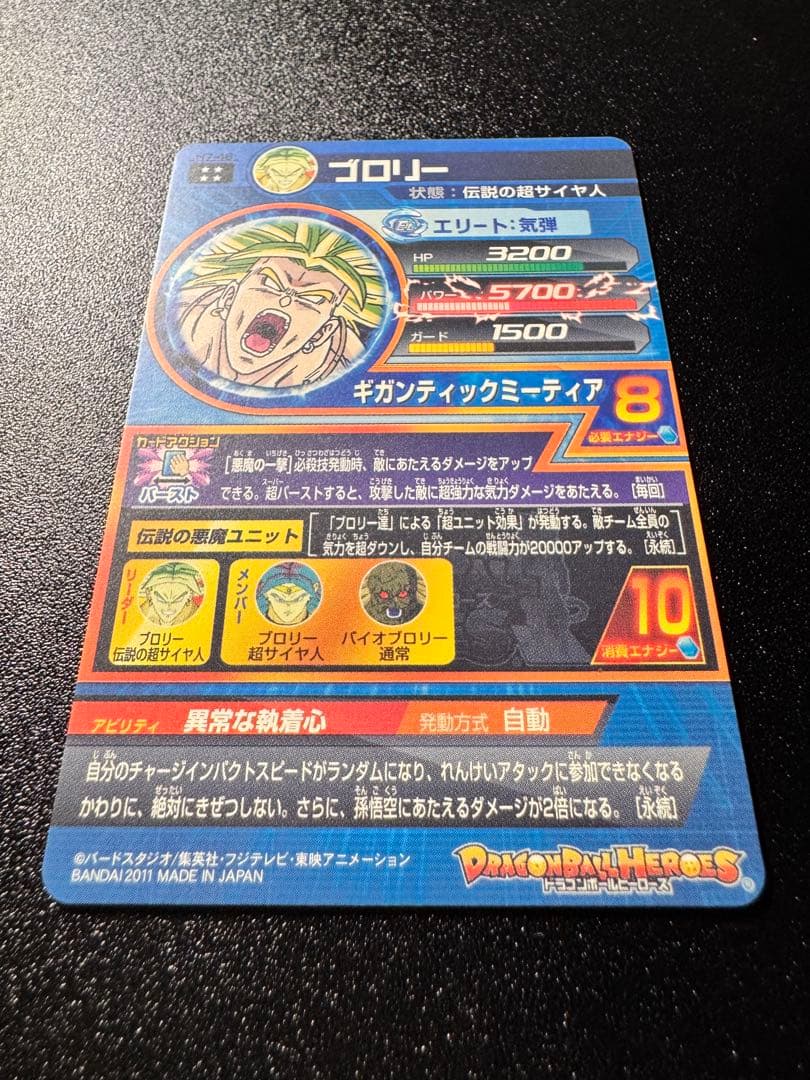 H7-18
ブロリー
状態：伝説の超サイヤ人
エリート：気弾
HP 3200
パワー 5700
ガード 1500
ギガンティックミーティア 8
必要エナジー
カードアクション
バースト
[悪魔の一撃]必殺技発動時、敵にあたえるダメージをアップ
できる。超バーストすると、攻撃した敵に超強力な気力ダメージをあたえる。[毎回]
伝説の悪魔ユニット
「ブロリー達」による「超ユニット効果」が発動する。敵チーム全員の
気力を超ダウンし、自分チームの戦闘力が20000アップする。[永続]
リーダー
ブロリー
伝説の超サイヤ人
メンバー
ブロリー
超サイヤ人
バイオブロリー
通常
10
消費エナジー
アビリティ 異常な執着心 発動方式 自動
自分のチャージインパクトスピードがランダムになり、れんけいアタックに参加できなくなる
かわりに、絶対にきぜつしない。さらに、孫悟空にあたえるダメージが2倍になる。[永続]
©バードスタジオ/集英社・フジテレビ・東映アニメーション
BANDAI 2011 MADE IN JAPAN
DRAGONBALL HEROES
ドラゴンボールヒーローズ